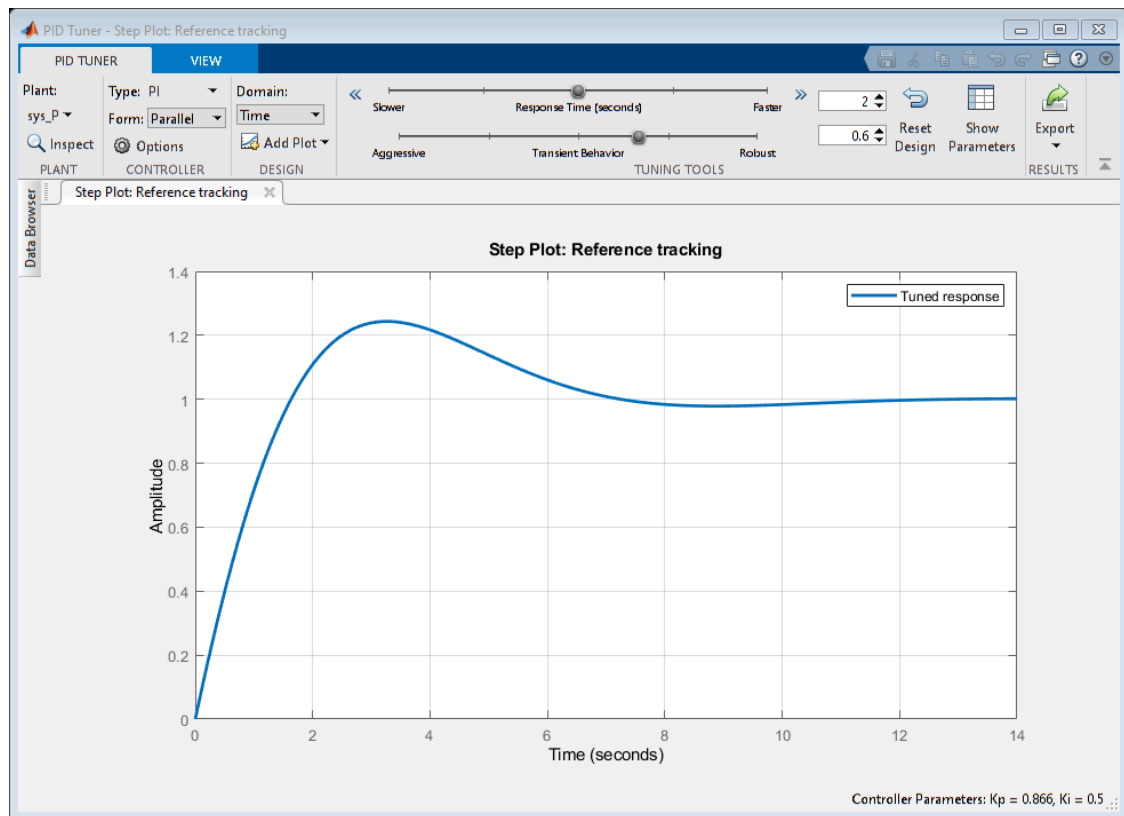 PID Tuner - Step Plot: Reference tracking
PID TUNER
VIEW
Plant:
sys_P
Inspect
PLANT
Type: PI
Form: Parallel
Options
CONTROLLER
Domain:
Time
Add Plot
DESIGN
Slower
Response Time (seconds)
Faster
2
Aggressive
Transient Behavior
Robust
0.6
TUNING TOOLS
Reset
Design
Show
Parameters
Export
RESULTS
Data Browser
Step Plot: Reference tracking
Step Plot: Reference tracking
Tuned response
Amplitude
1.4
1.2
1
0.8
0.6
0.4
0.2
0
0 2 4 6 8 10 12 14
Time (seconds)
Controller Parameters: Kp = 0.866, Ki = 0.5